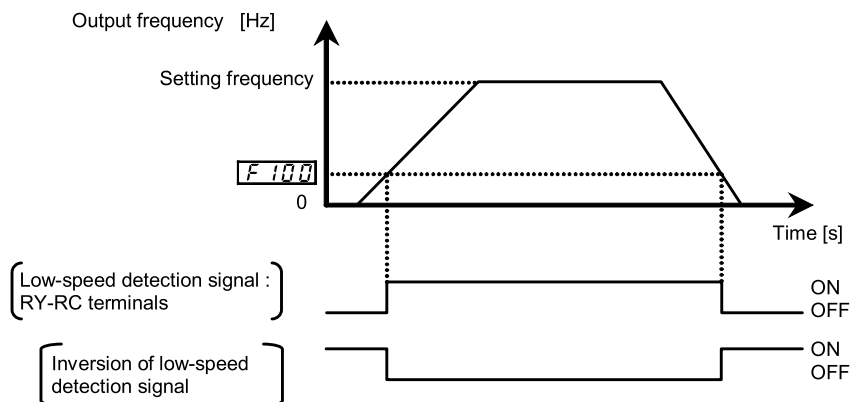 Output frequency [Hz]
Setting frequency
F 100
0
Time [s]
Low-speed detection signal :
RY-RC terminals
ON
OFF
Inversion of low-speed
detection signal
ON
OFF